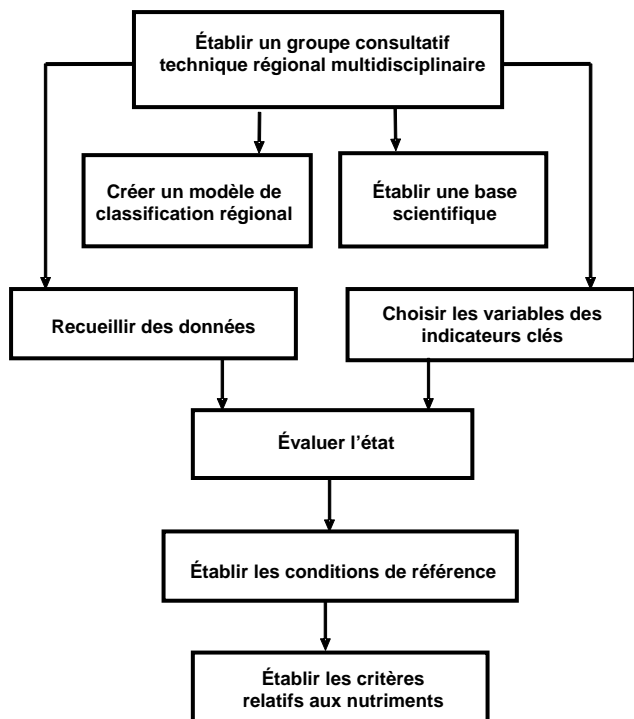 Établir un groupe consultatif
technique régional multidisciplinaire
Créer un modèle de
classification régional
Établir une base
scientifique
Recueillir des données
Choisir les variables des
indicateurs clés
Évaluer l’état
Établir les conditions de référence
Établir les critères
relatifs aux nutriments